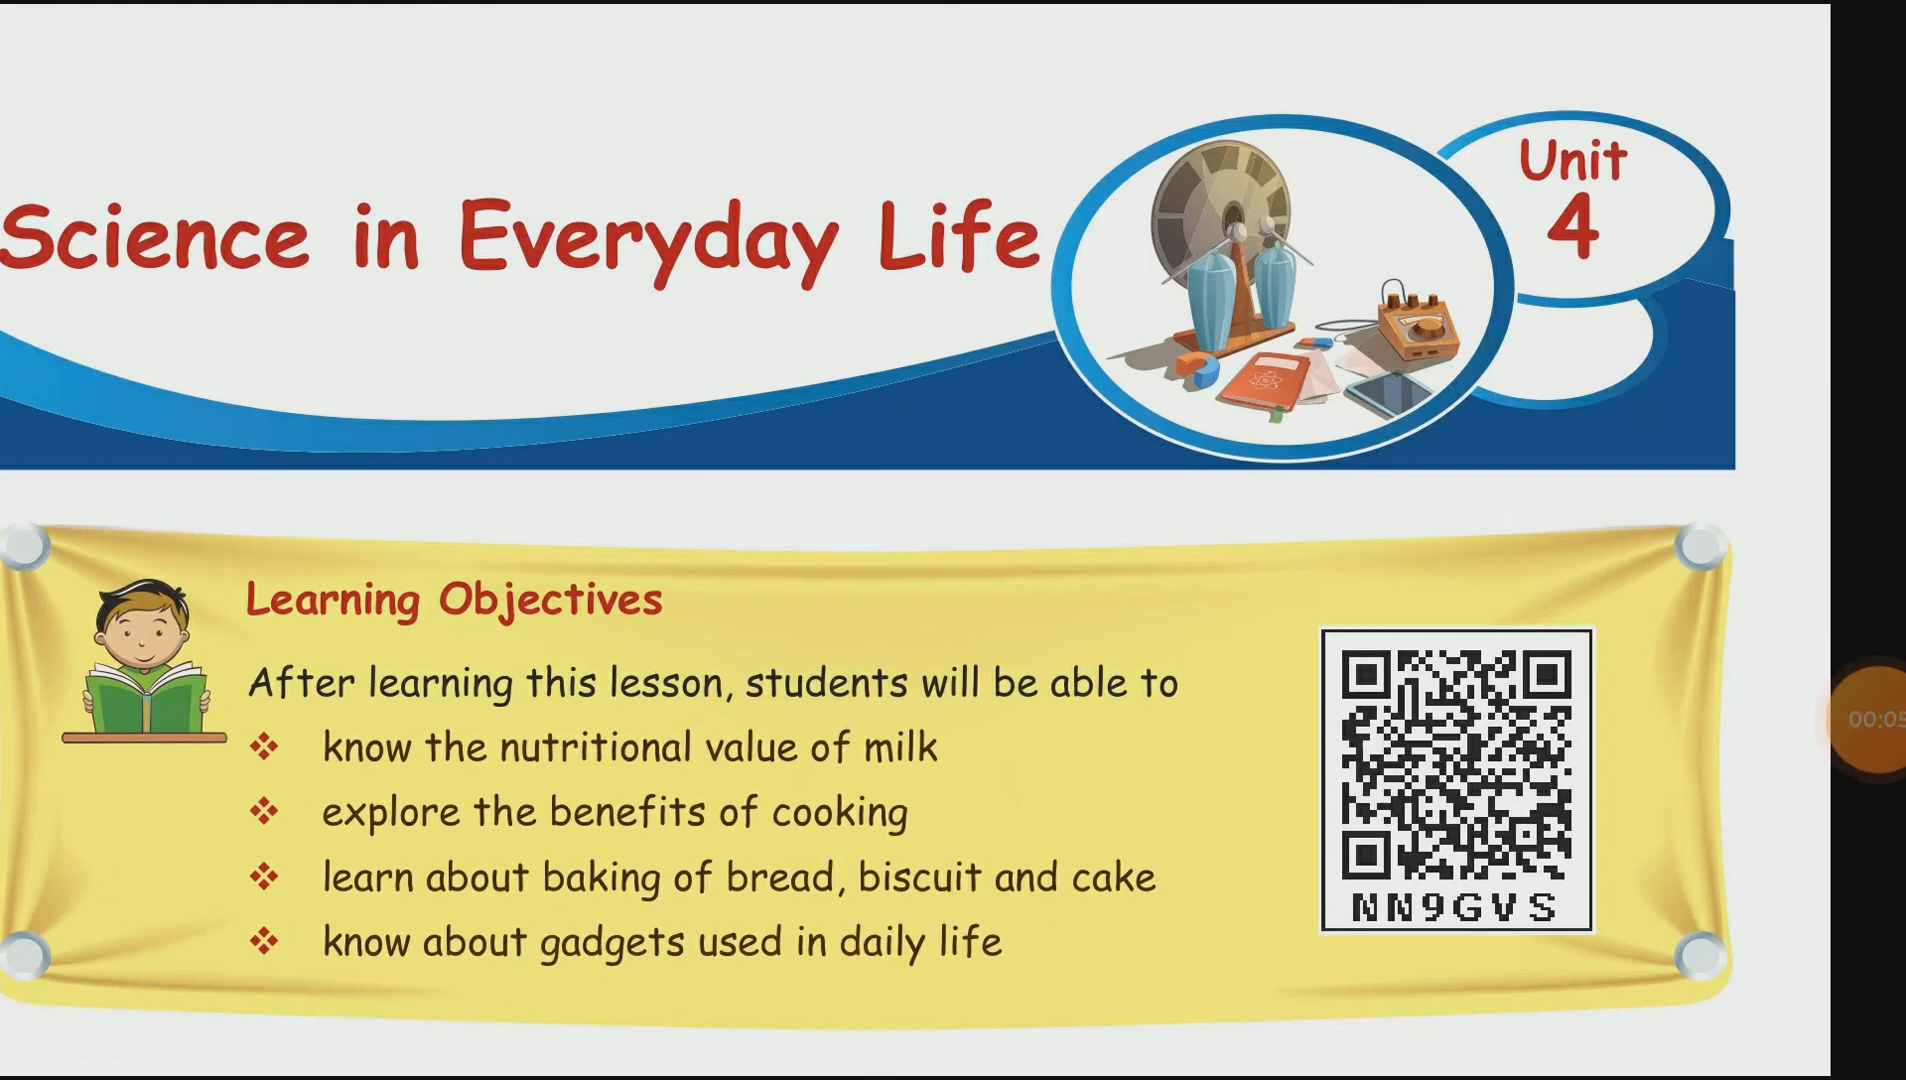 Unit
4
Science in Everyday Life
Learning Objectives
After learning this lesson, students will be able to
know the nutritional value of milk
explore the benefits of cooking
learn about baking of bread, biscuit and cake
know about gadgets used in daily life
NN9GVS
00:05